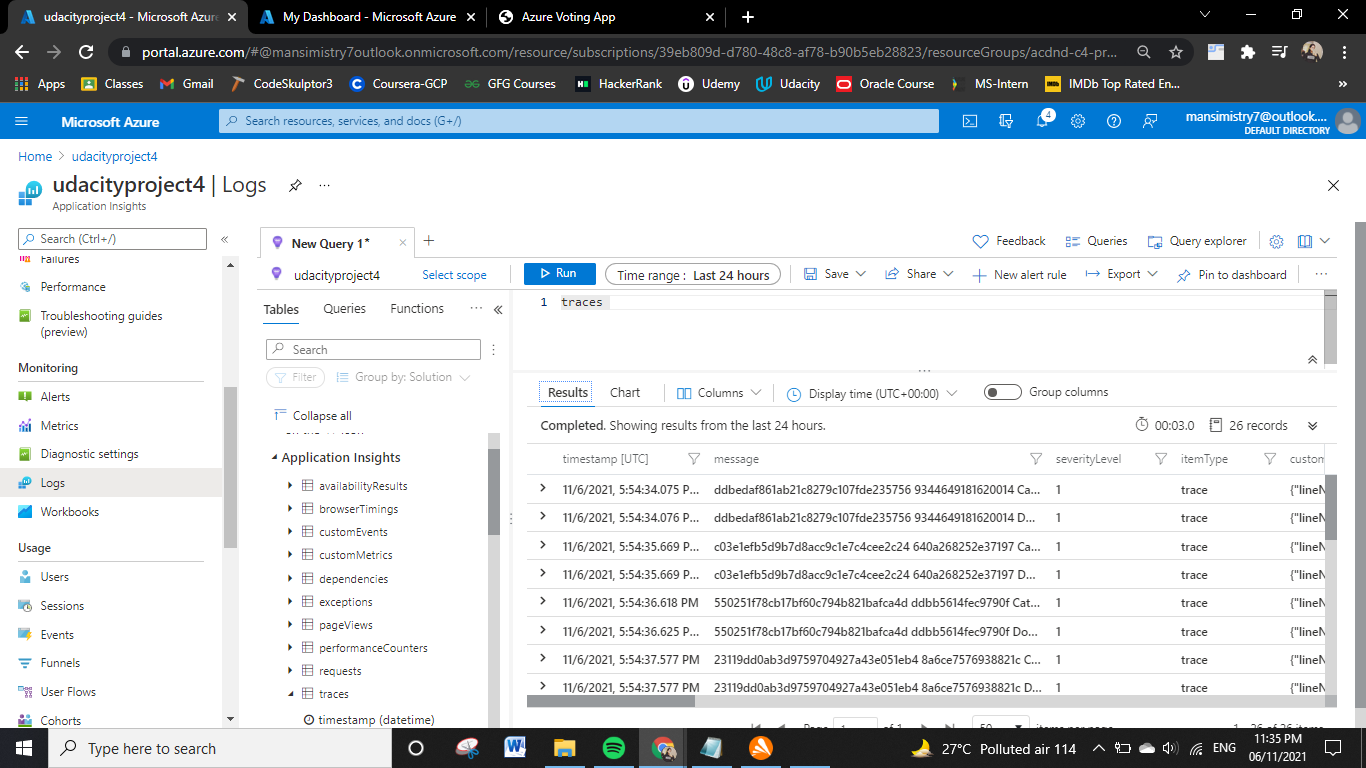 udacityproject4 - Microsoft Azure
My Dashboard - Microsoft Azure
Azure Voting App
portal.azure.com/#@mansimistry7outlook.onmicrosoft.com/resource/subscriptions/39eb809d-d780-48c8-af78-b90b5eb28823/resourceGroups/acdnd-c4-pr...
Apps Classes Gmail CodeSkulptor3 Coursera-GCP GFG Courses HackerRank Udemy Udacity Oracle Course MS-Intern IMDb Top Rated En... »
Microsoft Azure
Search resources, services, and docs (G+/)
4
mansimistry7@outlook....
DEFAULT DIRECTORY
Home > udacityproject4
udacityproject4 | Logs ...
Application Insights
Search (Ctrl+/) «
Failures
Performance
Troubleshooting guides
(preview)
Monitoring
Alerts
Metrics
Diagnostic settings
Logs
Workbooks
Usage
Users
Sessions
Events
Funnels
User Flows
Cohorts
New Query 1*
Feedback Queries Query explorer
udacityproject4 Select scope
Run Time range : Last 24 hours Save Share New alert rule Export Pin to dashboard ...
Tables Queries Functions ... «
Search
Filter Group by: Solution
Collapse all
Application Insights
availabilityResults
browserTimings
customEvents
customMetrics
dependencies
exceptions
pageViews
performanceCounters
requests
traces
timestamp (datetime)
1 traces
Results Chart Columns Display time (UTC+00:00) Group columns
Completed. Showing results from the last 24 hours. 00:03.0 26 records
timestamp [UTC] message severityLevel itemType custom
11/6/2021, 5:54:34.075 P... ddbedaf861ab21c8279c107fde235756 9344649181620014 Ca... 1 trace {"lineN
11/6/2021, 5:54:34.076 P... ddbedaf861ab21c8279c107fde235756 9344649181620014 D... 1 trace {"lineN
11/6/2021, 5:54:35.669 P... c03e1efb5d9b7d8acc9c1e7c4cee2c24 640a268252e37197 Ca... 1 trace {"lineN
11/6/2021, 5:54:35.669 P... c03e1efb5d9b7d8acc9c1e7c4cee2c24 640a268252e37197 D... 1 trace {"lineN
11/6/2021, 5:54:36.618 PM 550251f78cb17bf60c794b821bafca4d ddbb5614fec9790f Cat... 1 trace {"lineN
11/6/2021, 5:54:36.625 P... 550251f78cb17bf60c794b821bafca4d ddbb5614fec9790f Do... 1 trace {"lineN
11/6/2021, 5:54:37.577 PM 23119dd0ab3d9759704927a43e051eb4 8a6ce7576938821c C... 1 trace {"lineN
11/6/2021, 5:54:37.577 PM 23119dd0ab3d9759704927a43e051eb4 8a6ce7576938821c D... 1 trace {"lineN
Page 1 of 1 50 items per page 1 - 26 of 26 items
Type here to search
27°C Polluted air 114 ENG
11:35 PM
06/11/2021